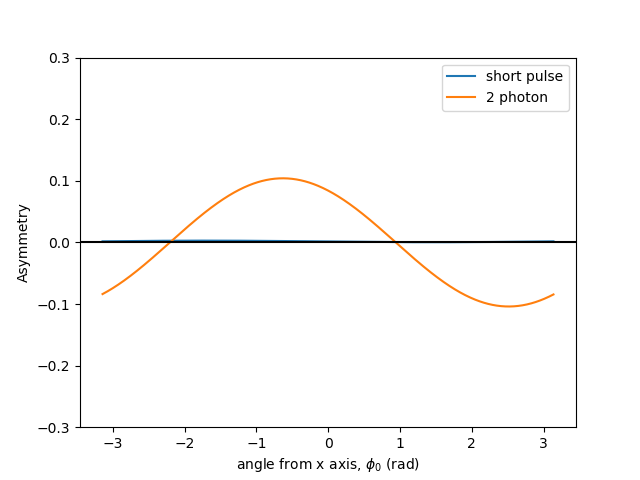 short pulse
2 photon
Asymmetry
0.3
0.2
0.1
0.0
−0.1
−0.2
−0.3
−3 −2 −1 0 1 2 3
angle from x axis, ϕ₀ (rad)